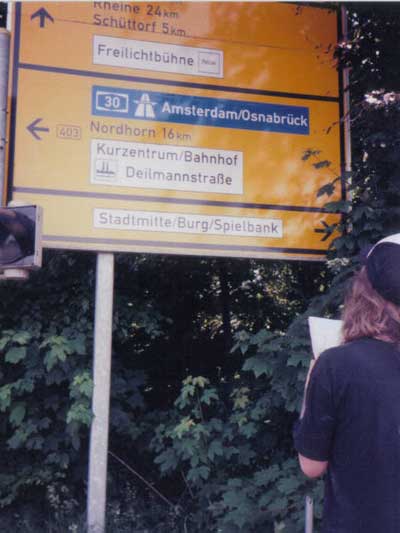 Rheine 24 km
Schüttorf 5 km
Freilichtbühne
30 Amsterdam/Osnabrück
403 Nordhorn 16 km
Kurzentrum/Bahnhof
Deilmannstraße
Stadtmitte/Burg/Spielbank